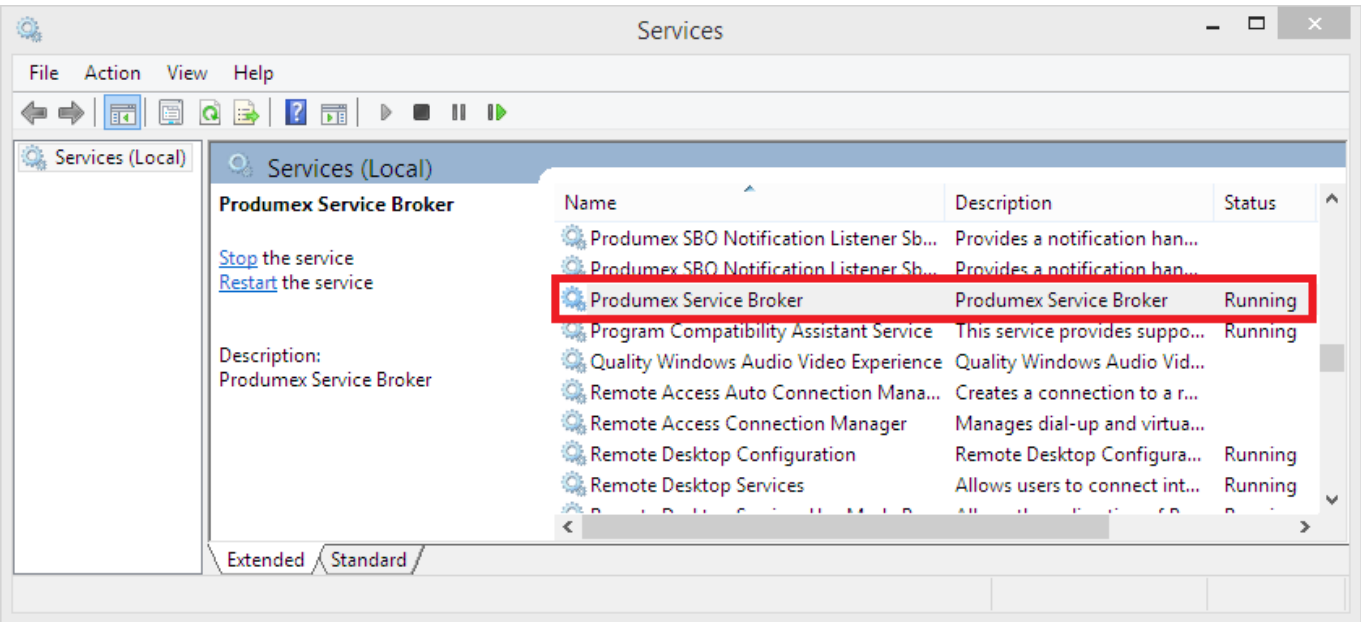 Services
File Action View Help
Services (Local)
Services (Local)
Produmex Service Broker
Stop the service
Restart the service
Description:
Produmex Service Broker
Name Description Status
Produmex SBO Notification Listener Sb... Provides a notification han...
Produmex SBO Notification Listener Sb... Provides a notification han...
Produmex Service Broker Produmex Service Broker Running
Program Compatibility Assistant Service This service provides suppo... Running
Quality Windows Audio Video Experience Quality Windows Audio Vid...
Remote Access Auto Connection Mana... Creates a connection to a r...
Remote Access Connection Manager Manages dial-up and virtua...
Remote Desktop Configuration Remote Desktop Configura... Running
Remote Desktop Services Allows users to connect int... Running
Extended Standard